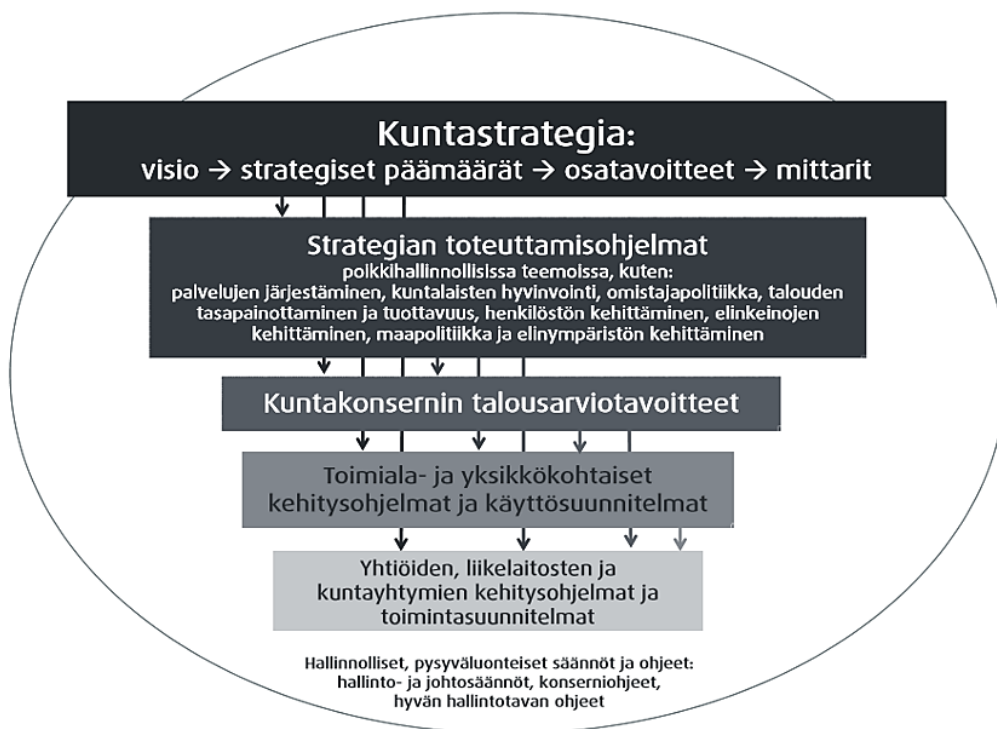 Kuntastrategia:
visio → strategiset päämäärät → osatavoitteet → mittarit
Strategian toteuttamisohjelmat
poikkihallinnollisissa teemoissa, kuten:
palvelujen järjestäminen, kuntalaisten hyvinvointi, omistajapolitiikka, talouden
tasapainottaminen ja tuottavuus, henkilöstön kehittäminen, elinkeinojen
kehittäminen, maapolitiikka ja elinympäristön kehittäminen
Kuntakonsernin talousarviotavoitteet
Toimiala- ja yksikkökohtaiset
kehitysohjelmat ja käyttösuunnitelmat
Yhtiöiden, liikelaitosten ja
kuntayhtymien kehitysohjelmat ja
toimintasuunnitelmat
Hallinnolliset, pysyväluonteiset säännöt ja ohjeet:
hallinto- ja johtosäännöt, konserniohjeet,
hyvän hallintotavan ohjeet